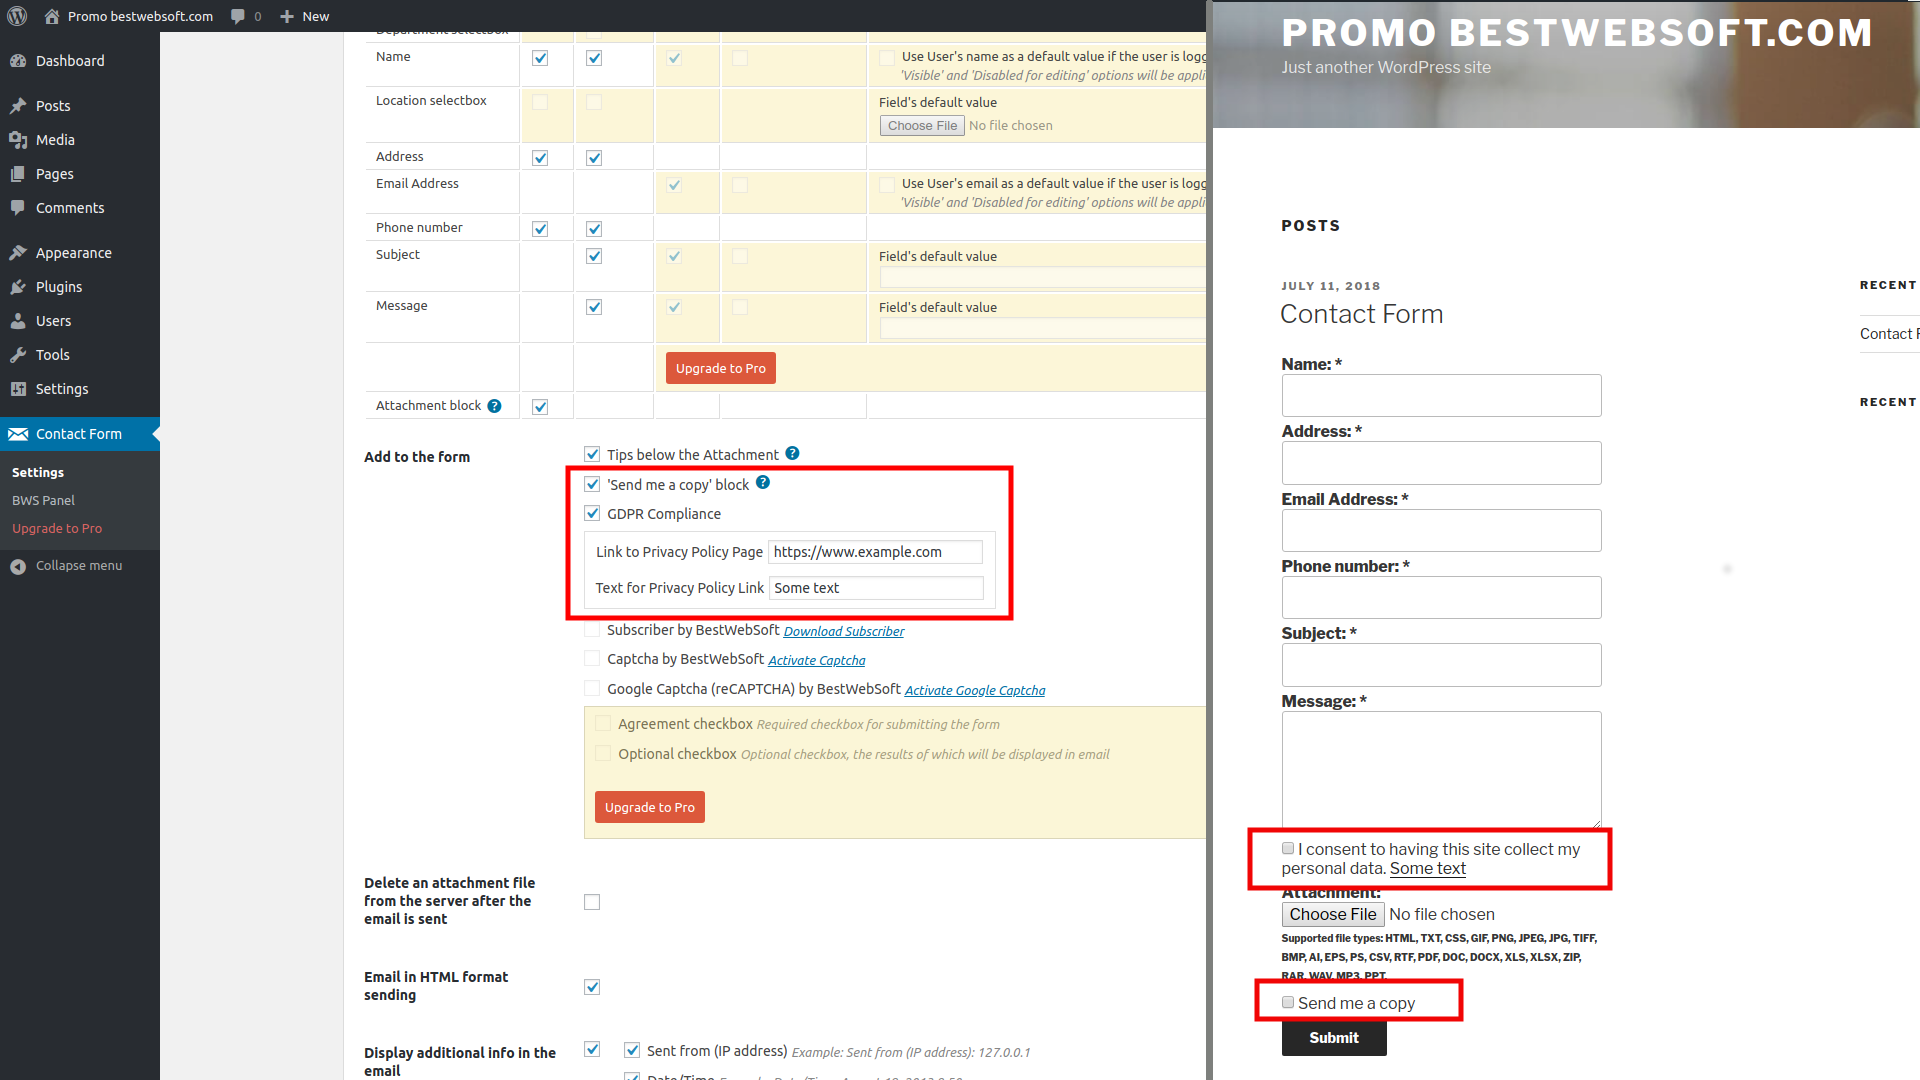 Promo bestwebsoft.com
0
New
Dashboard
Posts
Media
Pages
Comments
Appearance
Plugins
Users
Tools
Settings
Contact Form
Settings
BWS Panel
Upgrade to Pro
Collapse menu
Department selectbox
Name
Use User's name as a default value if the user is logg
'Visible' and 'Disabled for editing' options will be appli
Location selectbox
Field's default value
Choose File No file chosen
Address
Email Address
Use User's email as a default value if the user is logg
'Visible' and 'Disabled for editing' options will be appli
Phone number
Subject
Field's default value
Message
Field's default value
Upgrade to Pro
Attachment block ?
Add to the form
Tips below the Attachment ?
'Send me a copy' block ?
GDPR Compliance
Link to Privacy Policy Page https://www.example.com
Text for Privacy Policy Link Some text
Subscriber by BestWebSoft Download Subscriber
Captcha by BestWebSoft Activate Captcha
Google Captcha (reCAPTCHA) by BestWebSoft Activate Google Captcha
Agreement checkbox Required checkbox for submitting the form
Optional checkbox Optional checkbox, the results of which will be displayed in email
Upgrade to Pro
Delete an attachment file
from the server after the
email is sent
Email in HTML format
sending
Display additional info in the
email
Sent from (IP address) Example: Sent from (IP address): 127.0.0.1
PROMO BESTWEBSOFT.COM
Just another WordPress site
POSTS
JULY 11, 2018
Contact Form
Name: *
Address: *
Email Address: *
Phone number: *
Subject: *
Message: *
I consent to having this site collect my
personal data. Some text
Attachment:
Choose File No file chosen
Supported file types: HTML, TXT, CSS, GIF, PNG, JPEG, JPG, TIFF,
BMP, AI, EPS, PS, CSV, RTF, PDF, DOC, DOCX, XLS, XLSX, ZIP,
RAR, WAV, MP3, PPT.
Send me a copy
Submit
RECENT
Contact F
RECENT